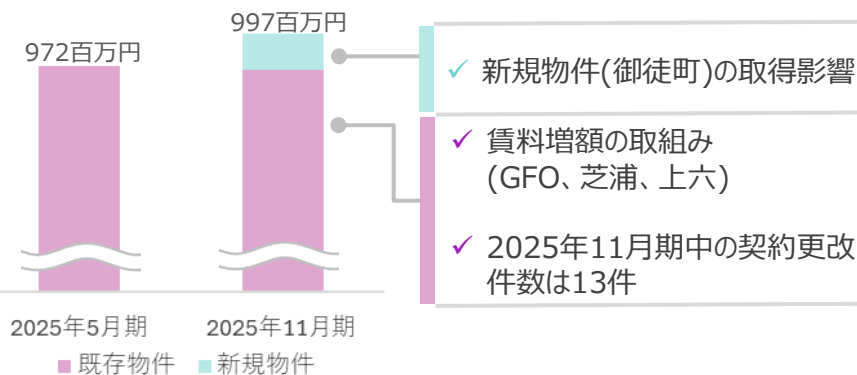 972百万円
997百万円
2025年5月期
2025年11月期
既存物件
新規物件
✓ 新規物件(御徒町)の取得影響
✓ 賃料増額の取組み
(GFO、芝浦、上六)
✓ 2025年11月期中の契約更改
件数は13件